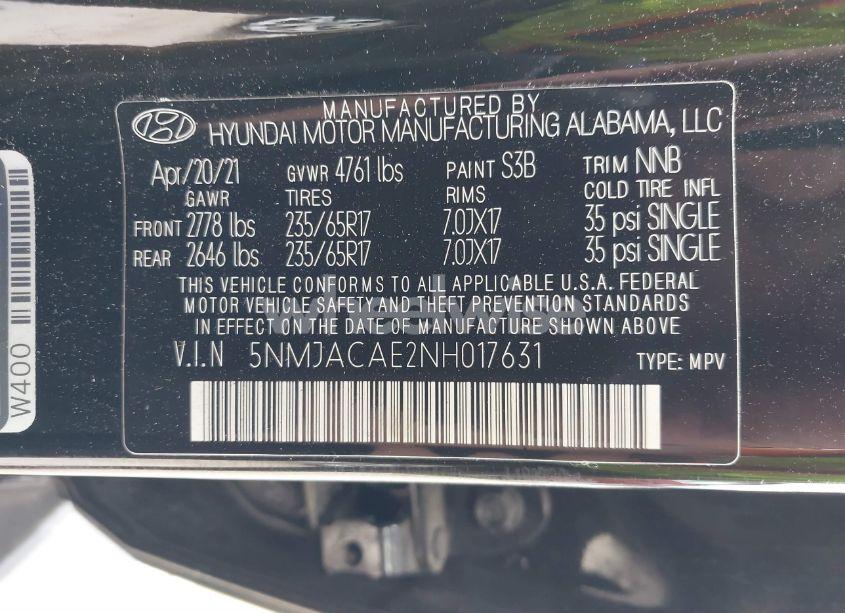 MANUFACTURED BY
HYUNDAI MOTOR MANUFACTURING ALABAMA, LLC
Apr/20/21 GVWR 4761 lbs PAINT S3B TRIM NNB
GAWR TIRES RIMS COLD TIRE INFL
FRONT 2778 lbs 235/65R17 7.0JX17 35 psi SINGLE
REAR 2646 lbs 235/65R17 7.0JX17 35 psi SINGLE
THIS VEHICLE CONFORMS TO ALL APPLICABLE U.S.A. FEDERAL
MOTOR VEHICLE SAFETY AND THEFT PREVENTION STANDARDS
IN EFFECT ON THE DATE OF MANUFACTURE SHOWN ABOVE
V.I.N 5NMJACAE2NH017631 TYPE: MPV
W400